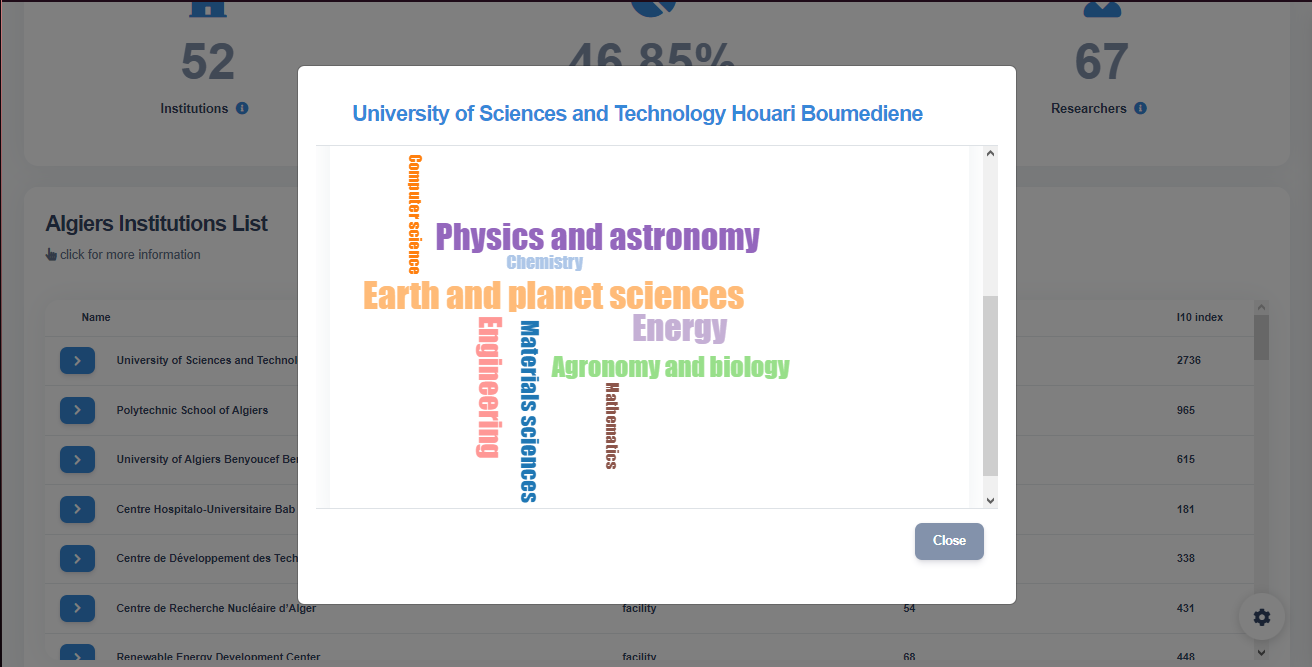 52
46.85%
67
Institutions
Researchers
University of Sciences and Technology Houari Boumediene
Computer science
Physics and astronomy
Chemistry
Earth and planet sciences
Energy
Engineering
Materials sciences
Agronomy and biology
Mathematics
Close
Algiers Institutions List
click for more information
Name
I10 index
University of Sciences and Technol
2736
Polytechnic School of Algiers
965
University of Algiers Benyoucef Be
615
Centre Hospitalo-Universitaire Bab
181
Centre de Développement des Tech
338
Centre de Recherche Nucléaire d'Alger facility 54 431
Renewable Energy Development Center facility 68 448